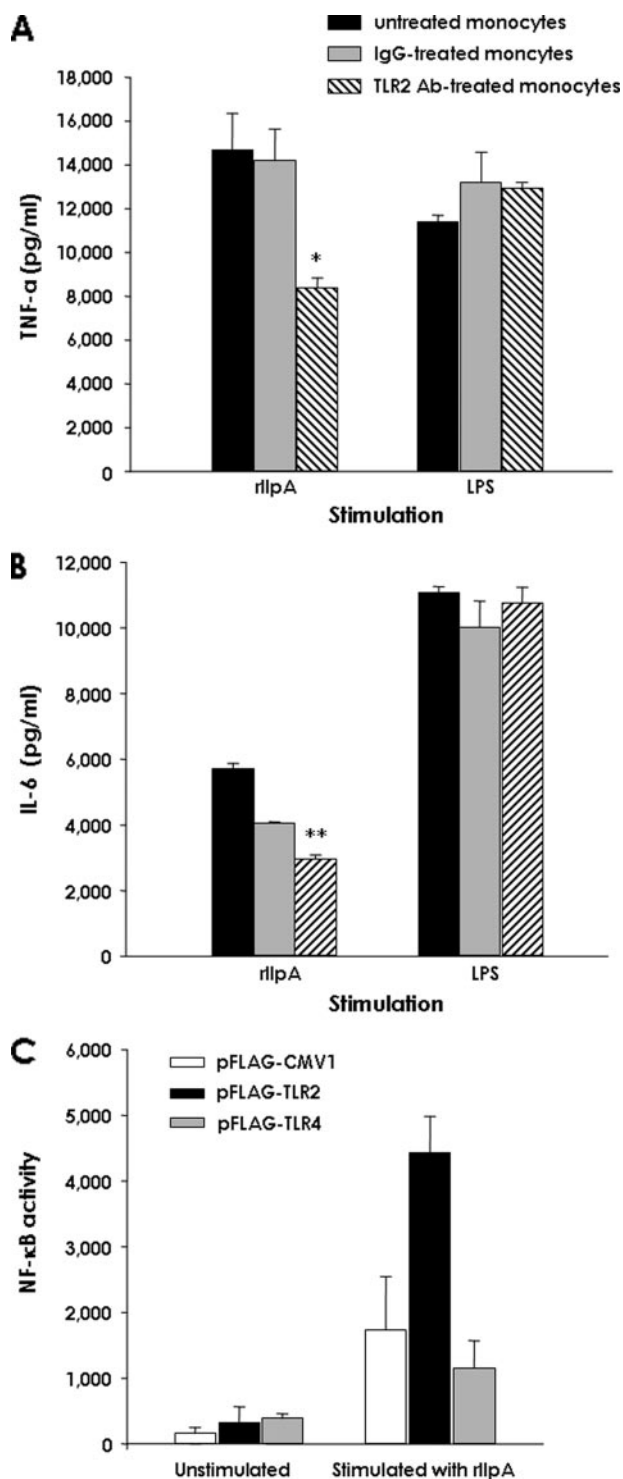 A
untreated monocytes
IgG-treated moncytes
TLR2 Ab-treated monocytes
18,000
16,000
14,000
12,000
10,000
8,000
6,000
4,000
2,000
0
TNF-α (pg/ml)
*
rIlpA
LPS
Stimulation
B
12,000
10,000
8,000
6,000
4,000
2,000
0
IL-6 (pg/ml)
**
rIlpA
LPS
Stimulation
C
6,000
5,000
4,000
3,000
2,000
1,000
0
NF-κB activity
pFLAG-CMV1
pFLAG-TLR2
pFLAG-TLR4
Unstimulated
Stimulated with rIlpA